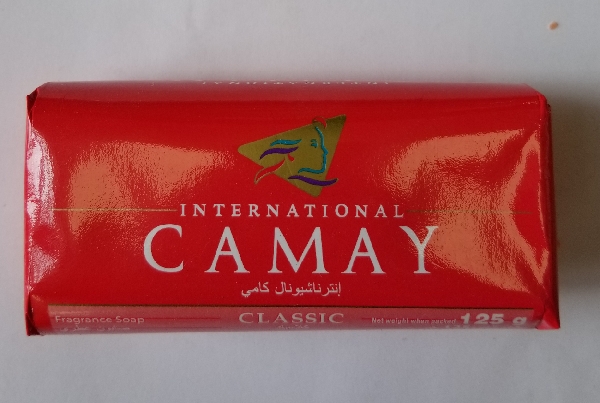 INTERNATIONAL
CAMAY
إنترناشيونال كامي
Fragrance Soap CLASSIC Net weight when packed 125 g